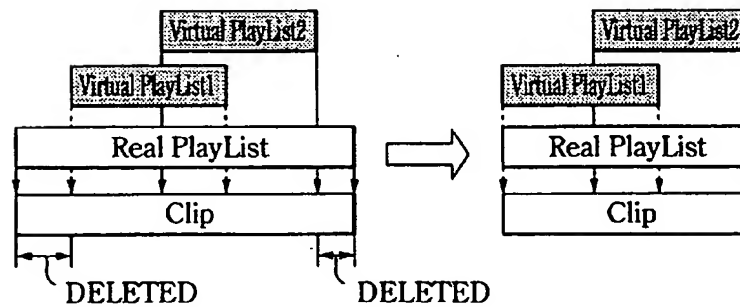 Virtual PlayList2
Virtual PlayList1
Real PlayList
Clip
DELETED
DELETED
Virtual PlayList2
Virtual PlayList1
Real PlayList
Clip